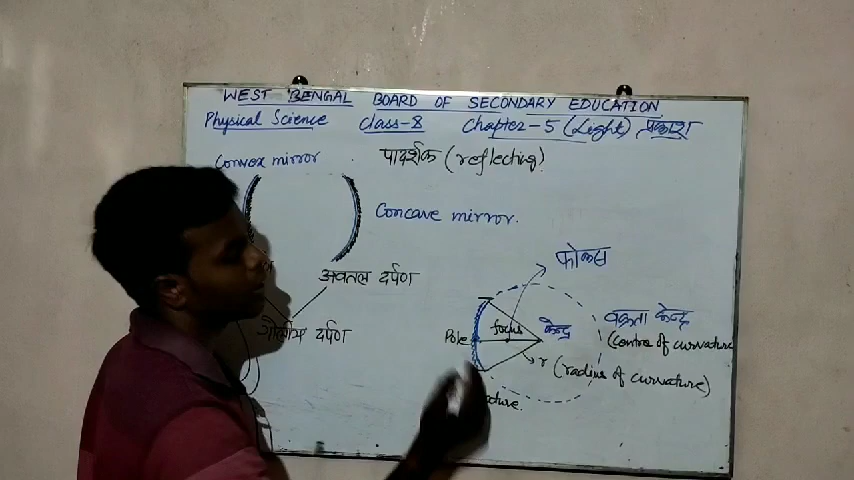 WEST BENGAL BOARD OF SECONDARY EDUCATION
Physical Science Class-8 Chapter-5 (Light), प्रकाश
Convex mirror पादर्शक (reflecting)
Concave mirror.
अवतल दर्पण
दर्पण
फोकस
Pole focus केन्द्र
वक्रता केन्द्र
(Centre of curvature
r (radius of curvature)